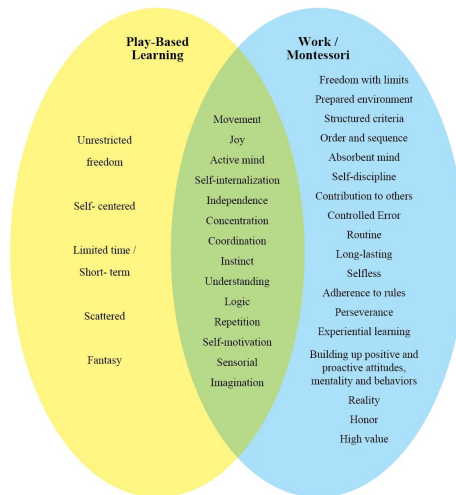 Play-Based
Learning
Unrestricted
freedom
Self- centered
Limited time /
Short- term
Scattered
Fantasy
Movement
Joy
Active mind
Self-internalization
Independence
Concentration
Coordination
Instinct
Understanding
Logic
Repetition
Self-motivation
Sensorial
Imagination
Work /
Montessori
Freedom with limits
Prepared environment
Structured criteria
Order and sequence
Absorbent mind
Self-discipline
Contribution to others
Controlled Error
Routine
Long-lasting
Selfless
Adherence to rules
Perseverance
Experiential learning
Building up positive and
proactive attitudes,
mentality and behaviors
Reality
Honor
High value